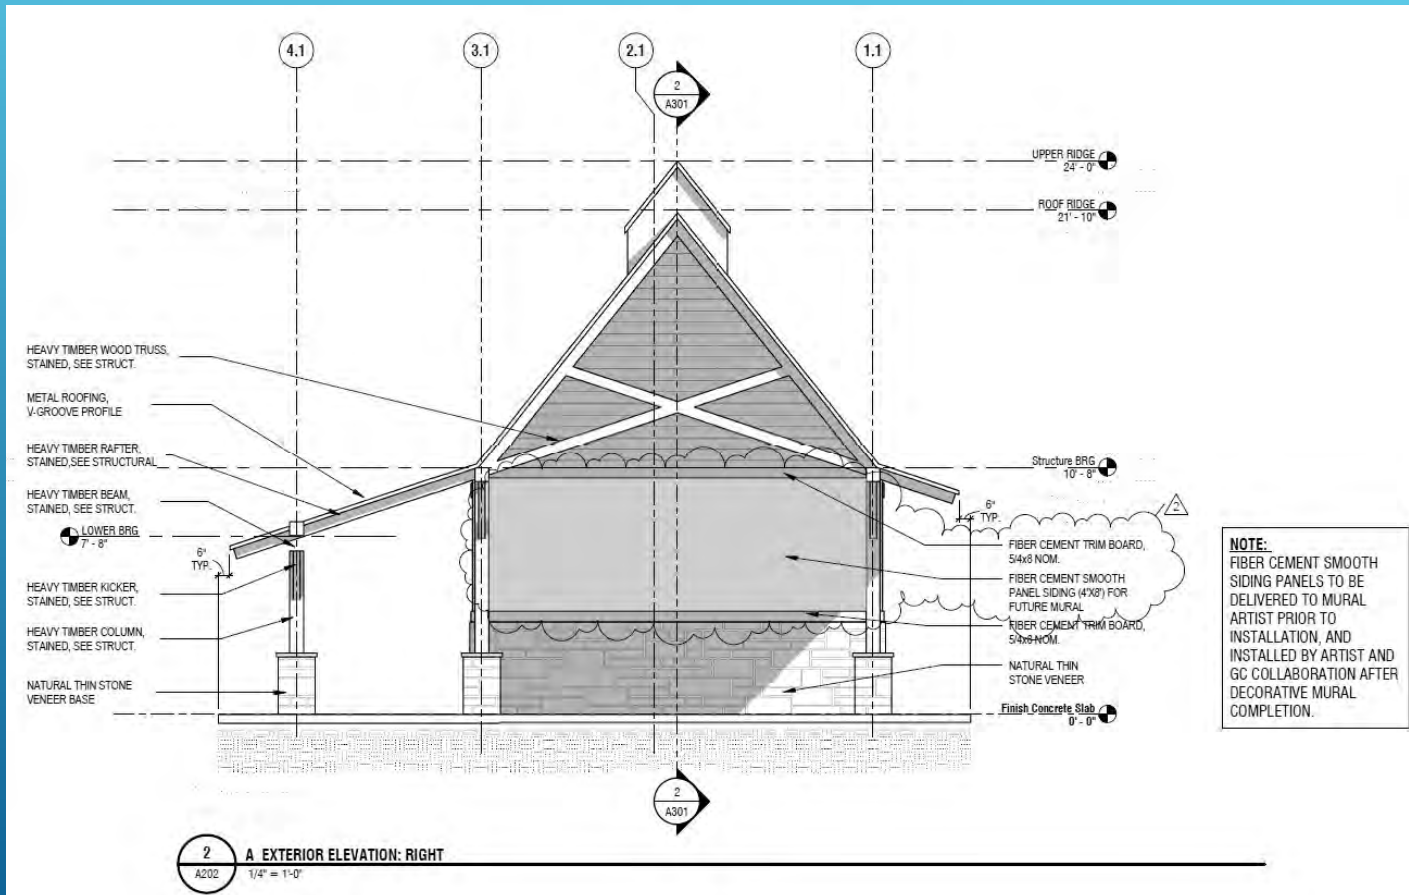 4.1
3.1
2.1
1.1
2
A301
UPPER RIDGE
24' - 0"
ROOF RIDGE
21' - 10"
HEAVY TIMBER WOOD TRUSS,
STAINED, SEE STRUCT.
METAL ROOFING,
V-GROOVE PROFILE
HEAVY TIMBER RAFTER,
STAINED,SEE STRUCTURAL
HEAVY TIMBER BEAM,
STAINED, SEE STRUCT.
LOWER BRG
7' - 8"
6"
TYP.
HEAVY TIMBER KICKER,
STAINED, SEE STRUCT.
HEAVY TIMBER COLUMN,
STAINED, SEE STRUCT.
NATURAL THIN STONE
VENEER BASE
Structure BRG
10' - 8"
2
6"
TYP.
FIBER CEMENT TRIM BOARD,
5/4x8 NOM.
FIBER CEMENT SMOOTH
PANEL SIDING (4'X8') FOR
FUTURE MURAL
FIBER CEMENT TRIM BOARD,
5/4x6 NOM.
NATURAL THIN
STONE VENEER
Finish Concrete Slab
0' - 0"
NOTE:
FIBER CEMENT SMOOTH
SIDING PANELS TO BE
DELIVERED TO MURAL
ARTIST PRIOR TO
INSTALLATION, AND
INSTALLED BY ARTIST AND
GC COLLABORATION AFTER
DECORATIVE MURAL
COMPLETION.
2
A301
2
A202
A EXTERIOR ELEVATION: RIGHT
1/4" = 1'-0"